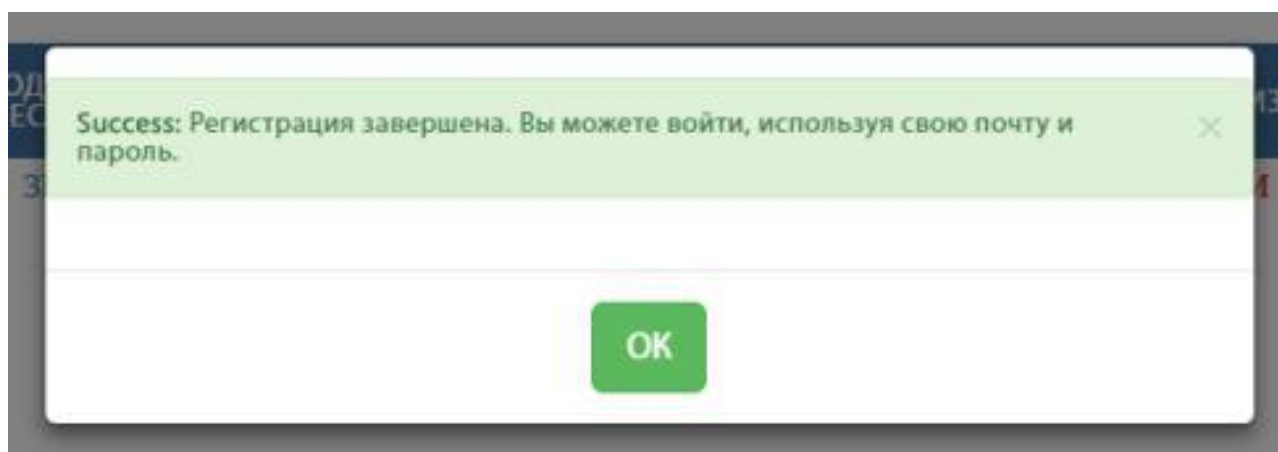 Success: Регистрация завершена. Вы можете войти, используя свою почту и
пароль.
OK